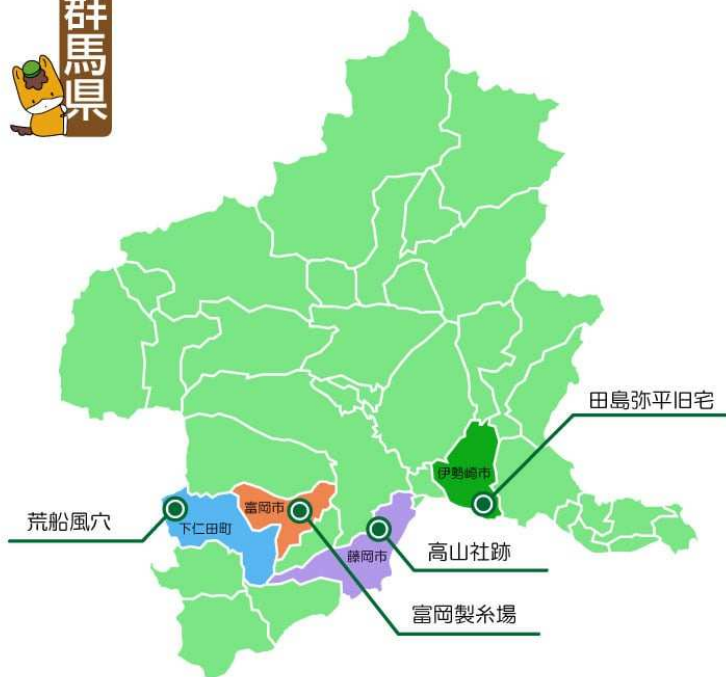 群馬県
田島弥平旧宅
伊勢崎市
富岡市
荒船風穴
下仁田町
高山社跡
藤岡市
富岡製糸場